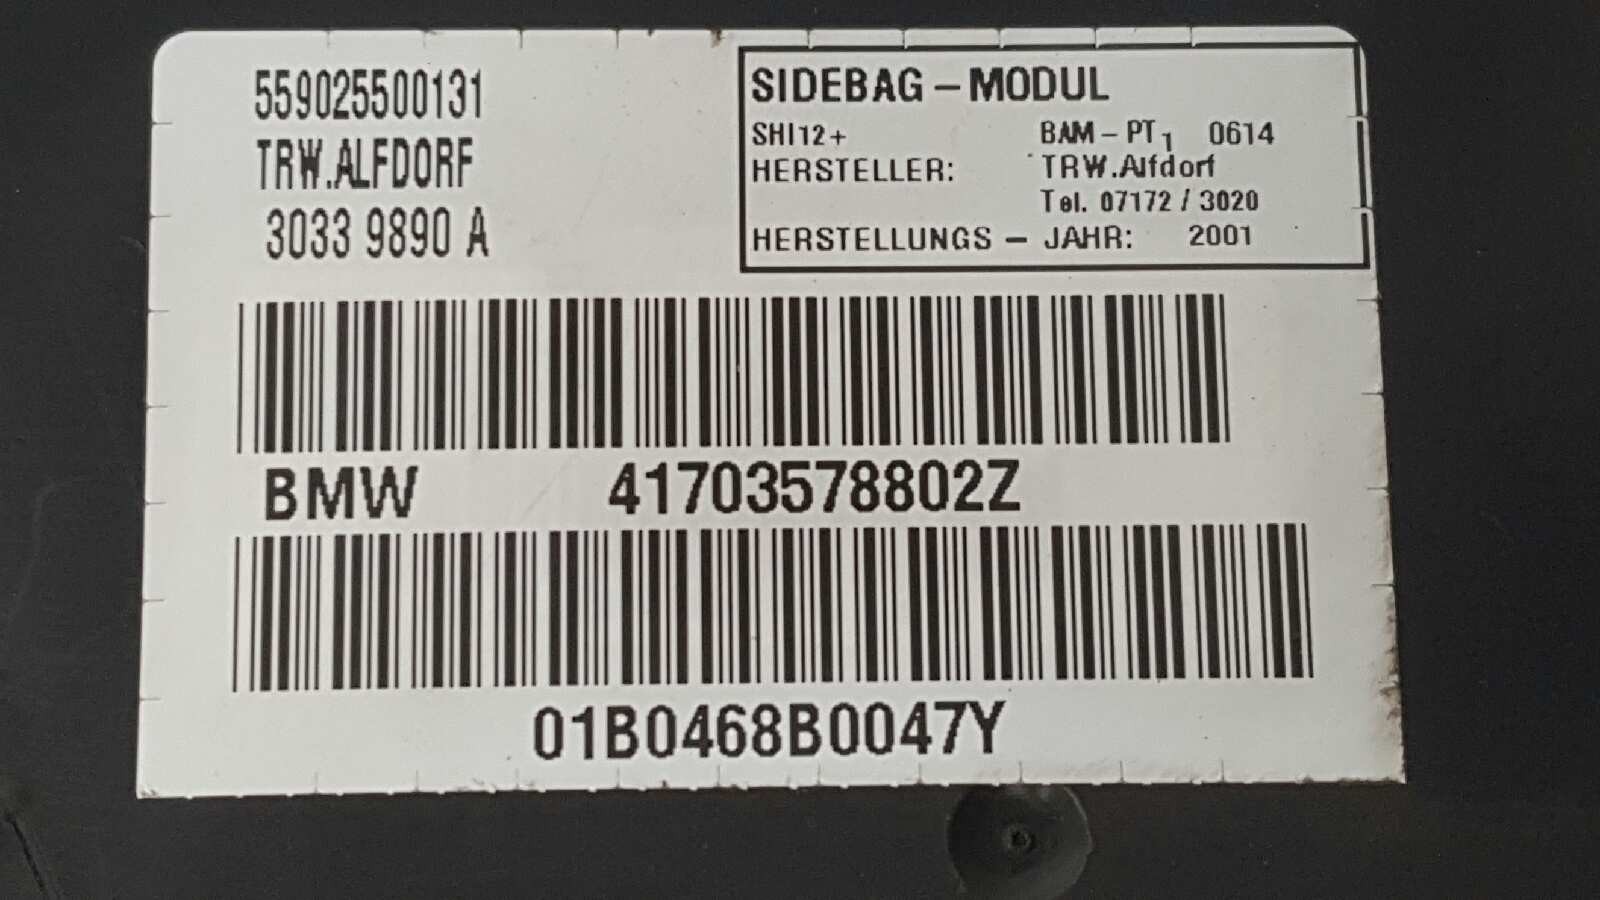 559025500131
TRW.ALFDORF
3033 9890 A
SIDEBAG – MODUL
SHI12+ BAM – PT1 0614
HERSTELLER: TRW.Alfdorf
Tel. 07172 / 3020
HERSTELLUNGS – JAHR: 2001
BMW 41703578802Z
01B0468B0047Y